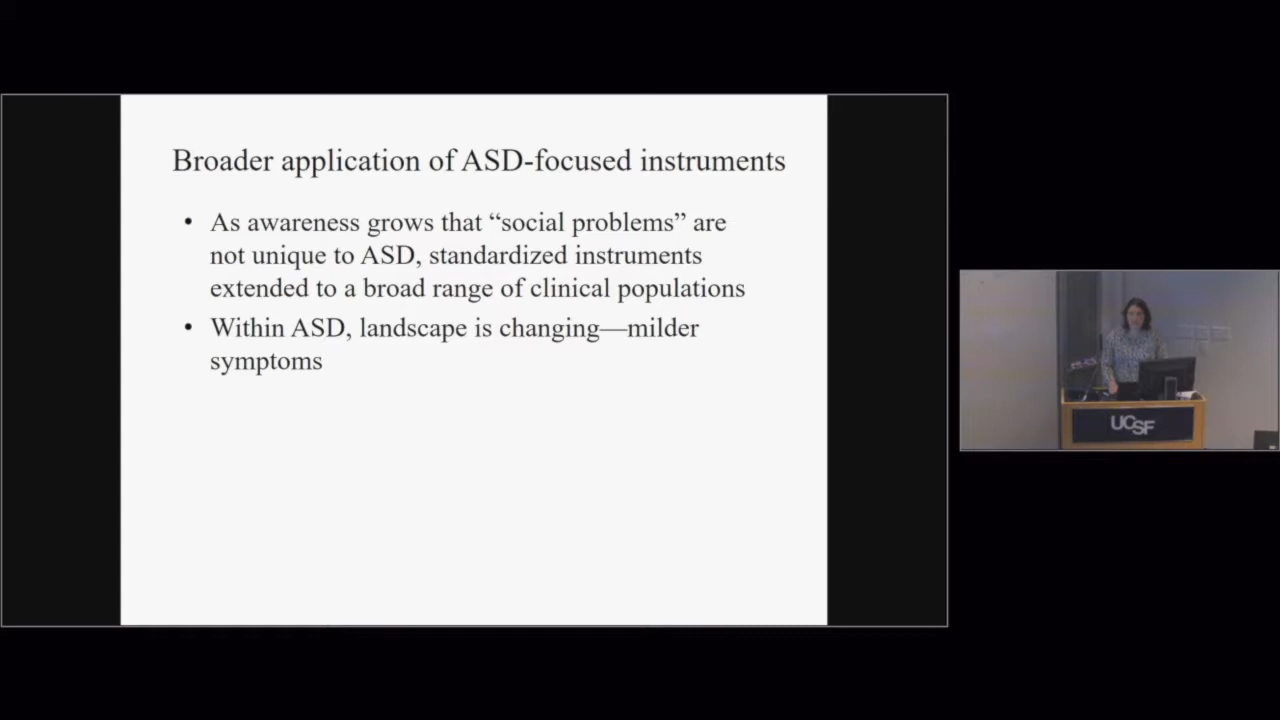 Broader application of ASD-focused instruments
• As awareness grows that “social problems” are
not unique to ASD, standardized instruments
extended to a broad range of clinical populations
• Within ASD, landscape is changing—milder
symptoms
UCSF